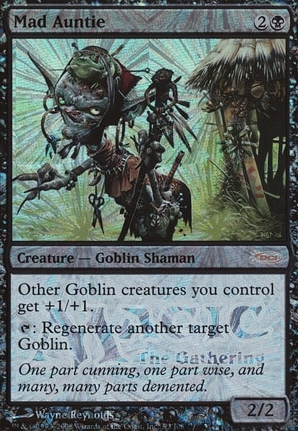 Mad Auntie 2
DCI
Creature — Goblin Shaman
Other Goblin creatures you control
get +1/+1.
: Regenerate another target
Goblin.
MAGIC
The Gathering
One part cunning, one part wise, and
many, many parts demented.
Wayne Reynolds
2/2